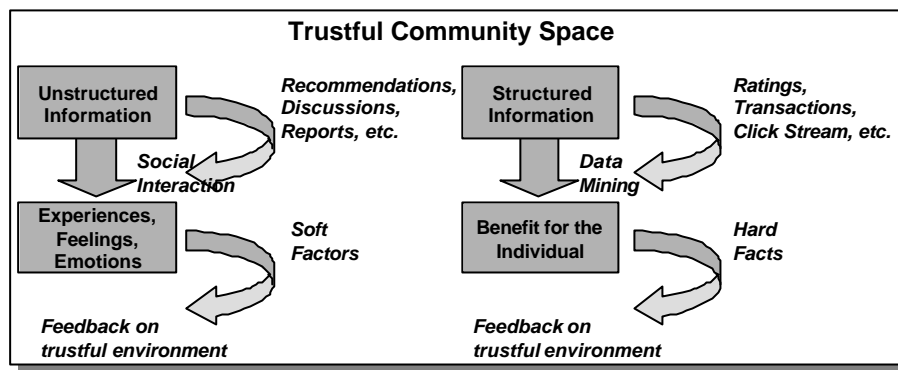 Trustful Community Space
Unstructured
Information
Recommendations,
Discussions,
Reports, etc.
Social
Interaction
Experiences,
Feelings,
Emotions
Soft
Factors
Feedback on
trustful environment
Structured
Information
Ratings,
Transactions,
Click Stream, etc.
Data
Mining
Benefit for the
Individual
Hard
Facts
Feedback on
trustful environment